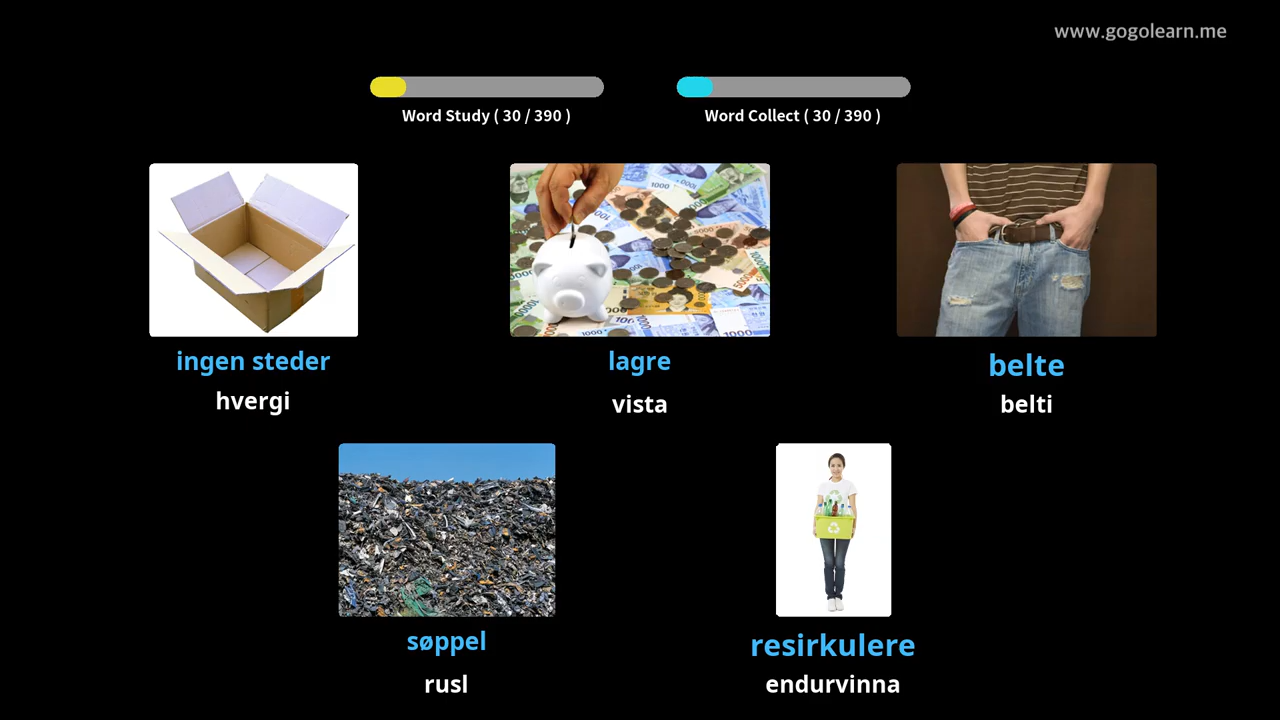 www.gogolearn.me
Word Study ( 30 / 390 )
Word Collect ( 30 / 390 )
ingen steder
hvergi
lagre
vista
belte
belti
søppel
rusl
resirkulere
endurvinna